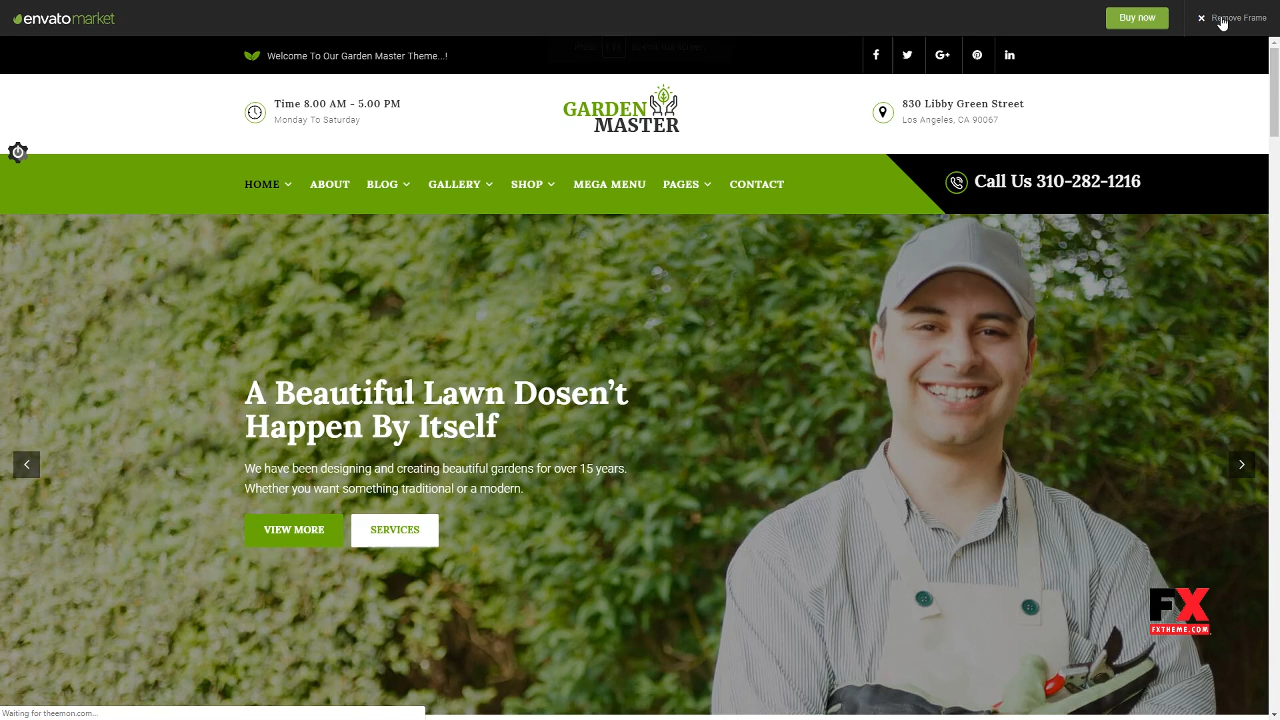 envatomarket
Buy now
Remove Frame
Welcome To Our Garden Master Theme...!
Time 8.00 AM - 5.00 PM
Monday To Saturday
GARDEN
MASTER
830 Libby Green Street
Los Angeles, CA 90067
HOME
ABOUT
BLOG
GALLERY
SHOP
MEGA MENU
PAGES
CONTACT
Call Us 310-282-1216
A Beautiful Lawn Dosen't
Happen By Itself
We have been designing and creating beautiful gardens for over 15 years.
Whether you want something traditional or a modern.
VIEW MORE
SERVICES
FX
FXTHEME.COM
Waiting for theemon.com...